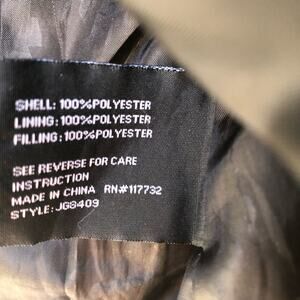 SHELL: 100%POLYESTER
LINING: 100%POLYESTER
FILLING: 100%POLYESTER
SEE REVERSE FOR CARE
INSTRUCTION
MADE IN CHINA RN#117732
STYLE: JG8409